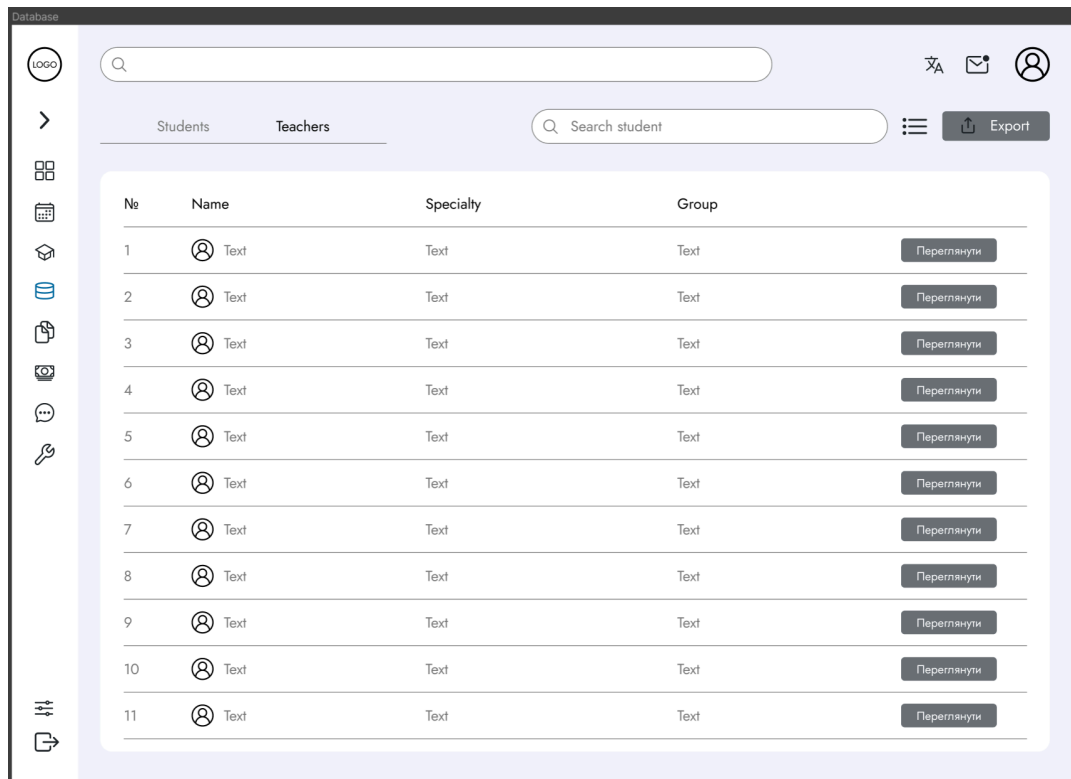 Database
LOGO
Students Teachers Search student Export
№ Name Specialty Group
1 Text Text Text Переглянути
2 Text Text Text Переглянути
3 Text Text Text Переглянути
4 Text Text Text Переглянути
5 Text Text Text Переглянути
6 Text Text Text Переглянути
7 Text Text Text Переглянути
8 Text Text Text Переглянути
9 Text Text Text Переглянути
10 Text Text Text Переглянути
11 Text Text Text Переглянути